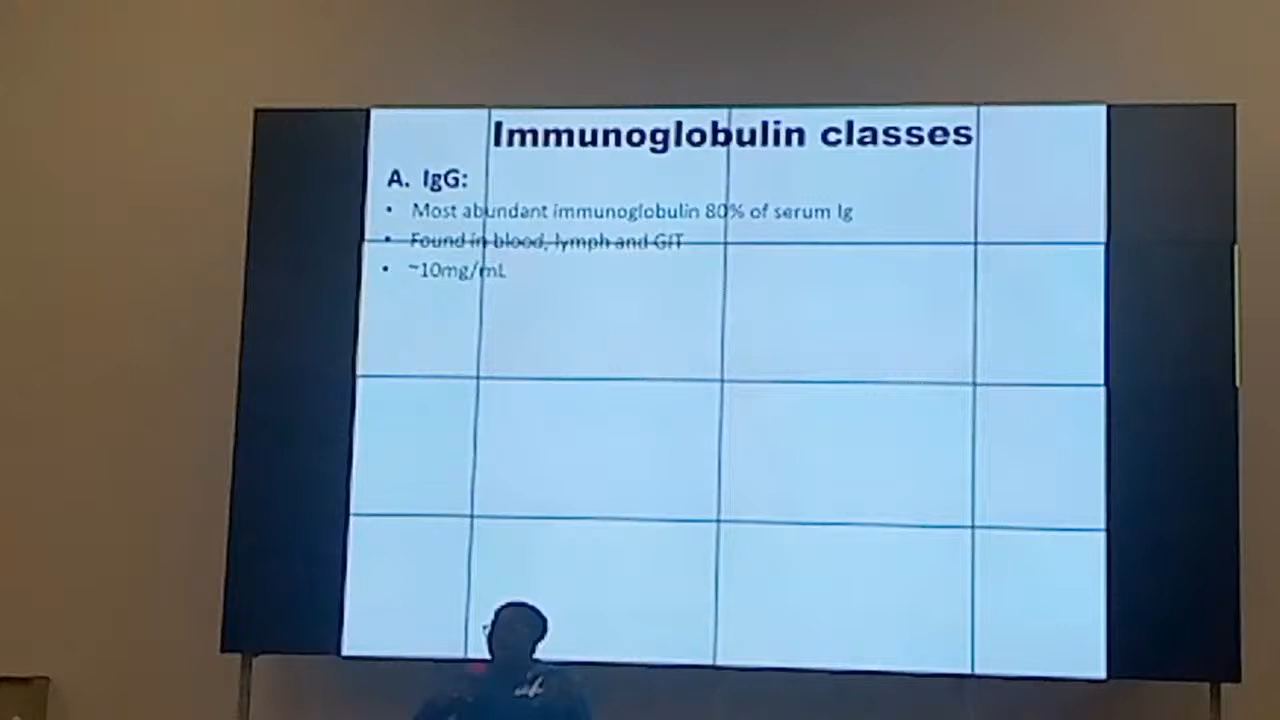 Immunoglobulin classes
A. IgG:
• Most abundant immunoglobulin 80% of serum Ig
• Found in blood, lymph and GIT
• ~10mg/mL